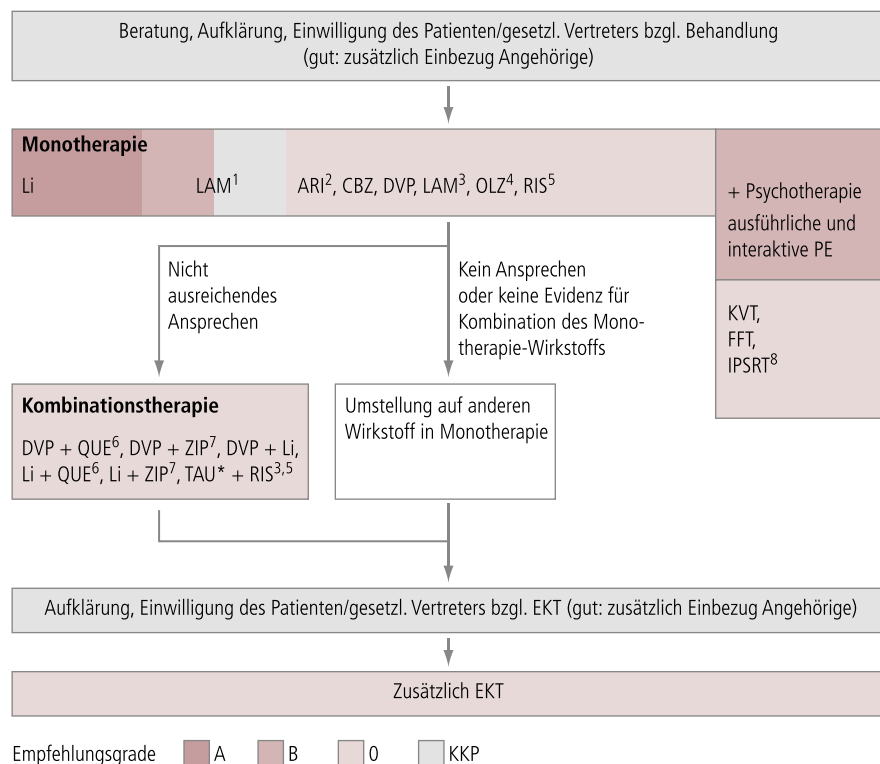 Beratung, Aufklärung, Einwilligung des Patienten/gesetzl. Vertreters bzgl. Behandlung
(gut: zusätzlich Einbezug Angehörige)
Monotherapie
Li
LAM¹
ARI², CBZ, DVP, LAM³, OLZ⁴, RIS⁵
+ Psychotherapie
ausführliche und
interaktive PE
KVT,
FFT,
IPSRT⁸
Nicht
ausreichendes
Ansprechen
Kein Ansprechen
oder keine Evidenz für
Kombination des Mono-
therapie-Wirkstoffs
Kombinationstherapie
DVP + QUE⁶, DVP + ZIP⁷, DVP + Li,
Li + QUE⁶, Li + ZIP⁷, TAU* + RIS³,⁵
Umstellung auf anderen
Wirkstoff in Monotherapie
Aufklärung, Einwilligung des Patienten/gesetzl. Vertreters bzgl. EKT (gut: zusätzlich Einbezug Angehörige)
Zusätzlich EKT
Empfehlungsgrade A B 0 KKP